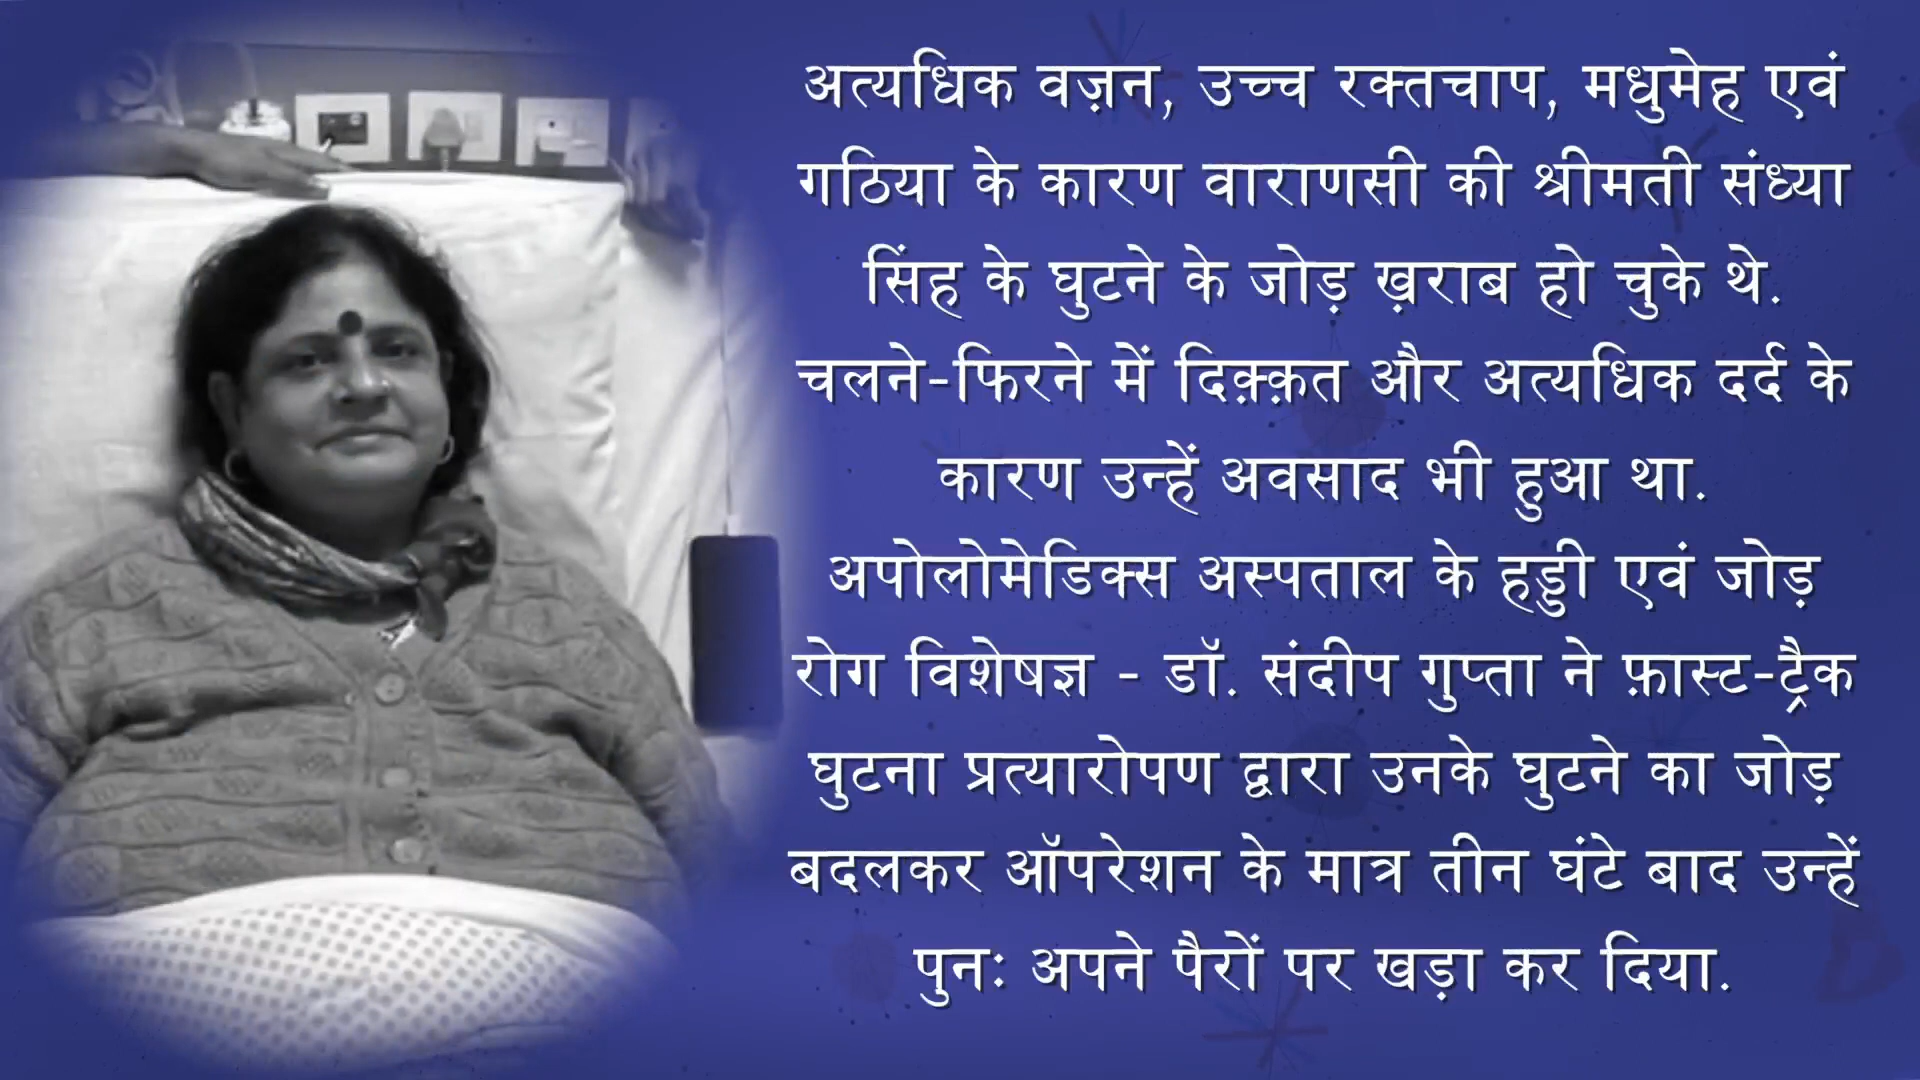 अत्यधिक वज़न, उच्च रक्तचाप, मधुमेह एवं
गठिया के कारण वाराणसी की श्रीमती संध्या
सिंह के घुटने के जोड़ ख़राब हो चुके थे.
चलने-फिरने में दिक़्क़त और अत्यधिक दर्द के
कारण उन्हें अवसाद भी हुआ था.
अपोलोमेडिक्स अस्पताल के हड्डी एवं जोड़
रोग विशेषज्ञ - डॉ. संदीप गुप्ता ने फ़ास्ट-ट्रैक
घुटना प्रत्यारोपण द्वारा उनके घुटने का जोड़
बदलकर ऑपरेशन के मात्र तीन घंटे बाद उन्हें
पुनः अपने पैरों पर खड़ा कर दिया.